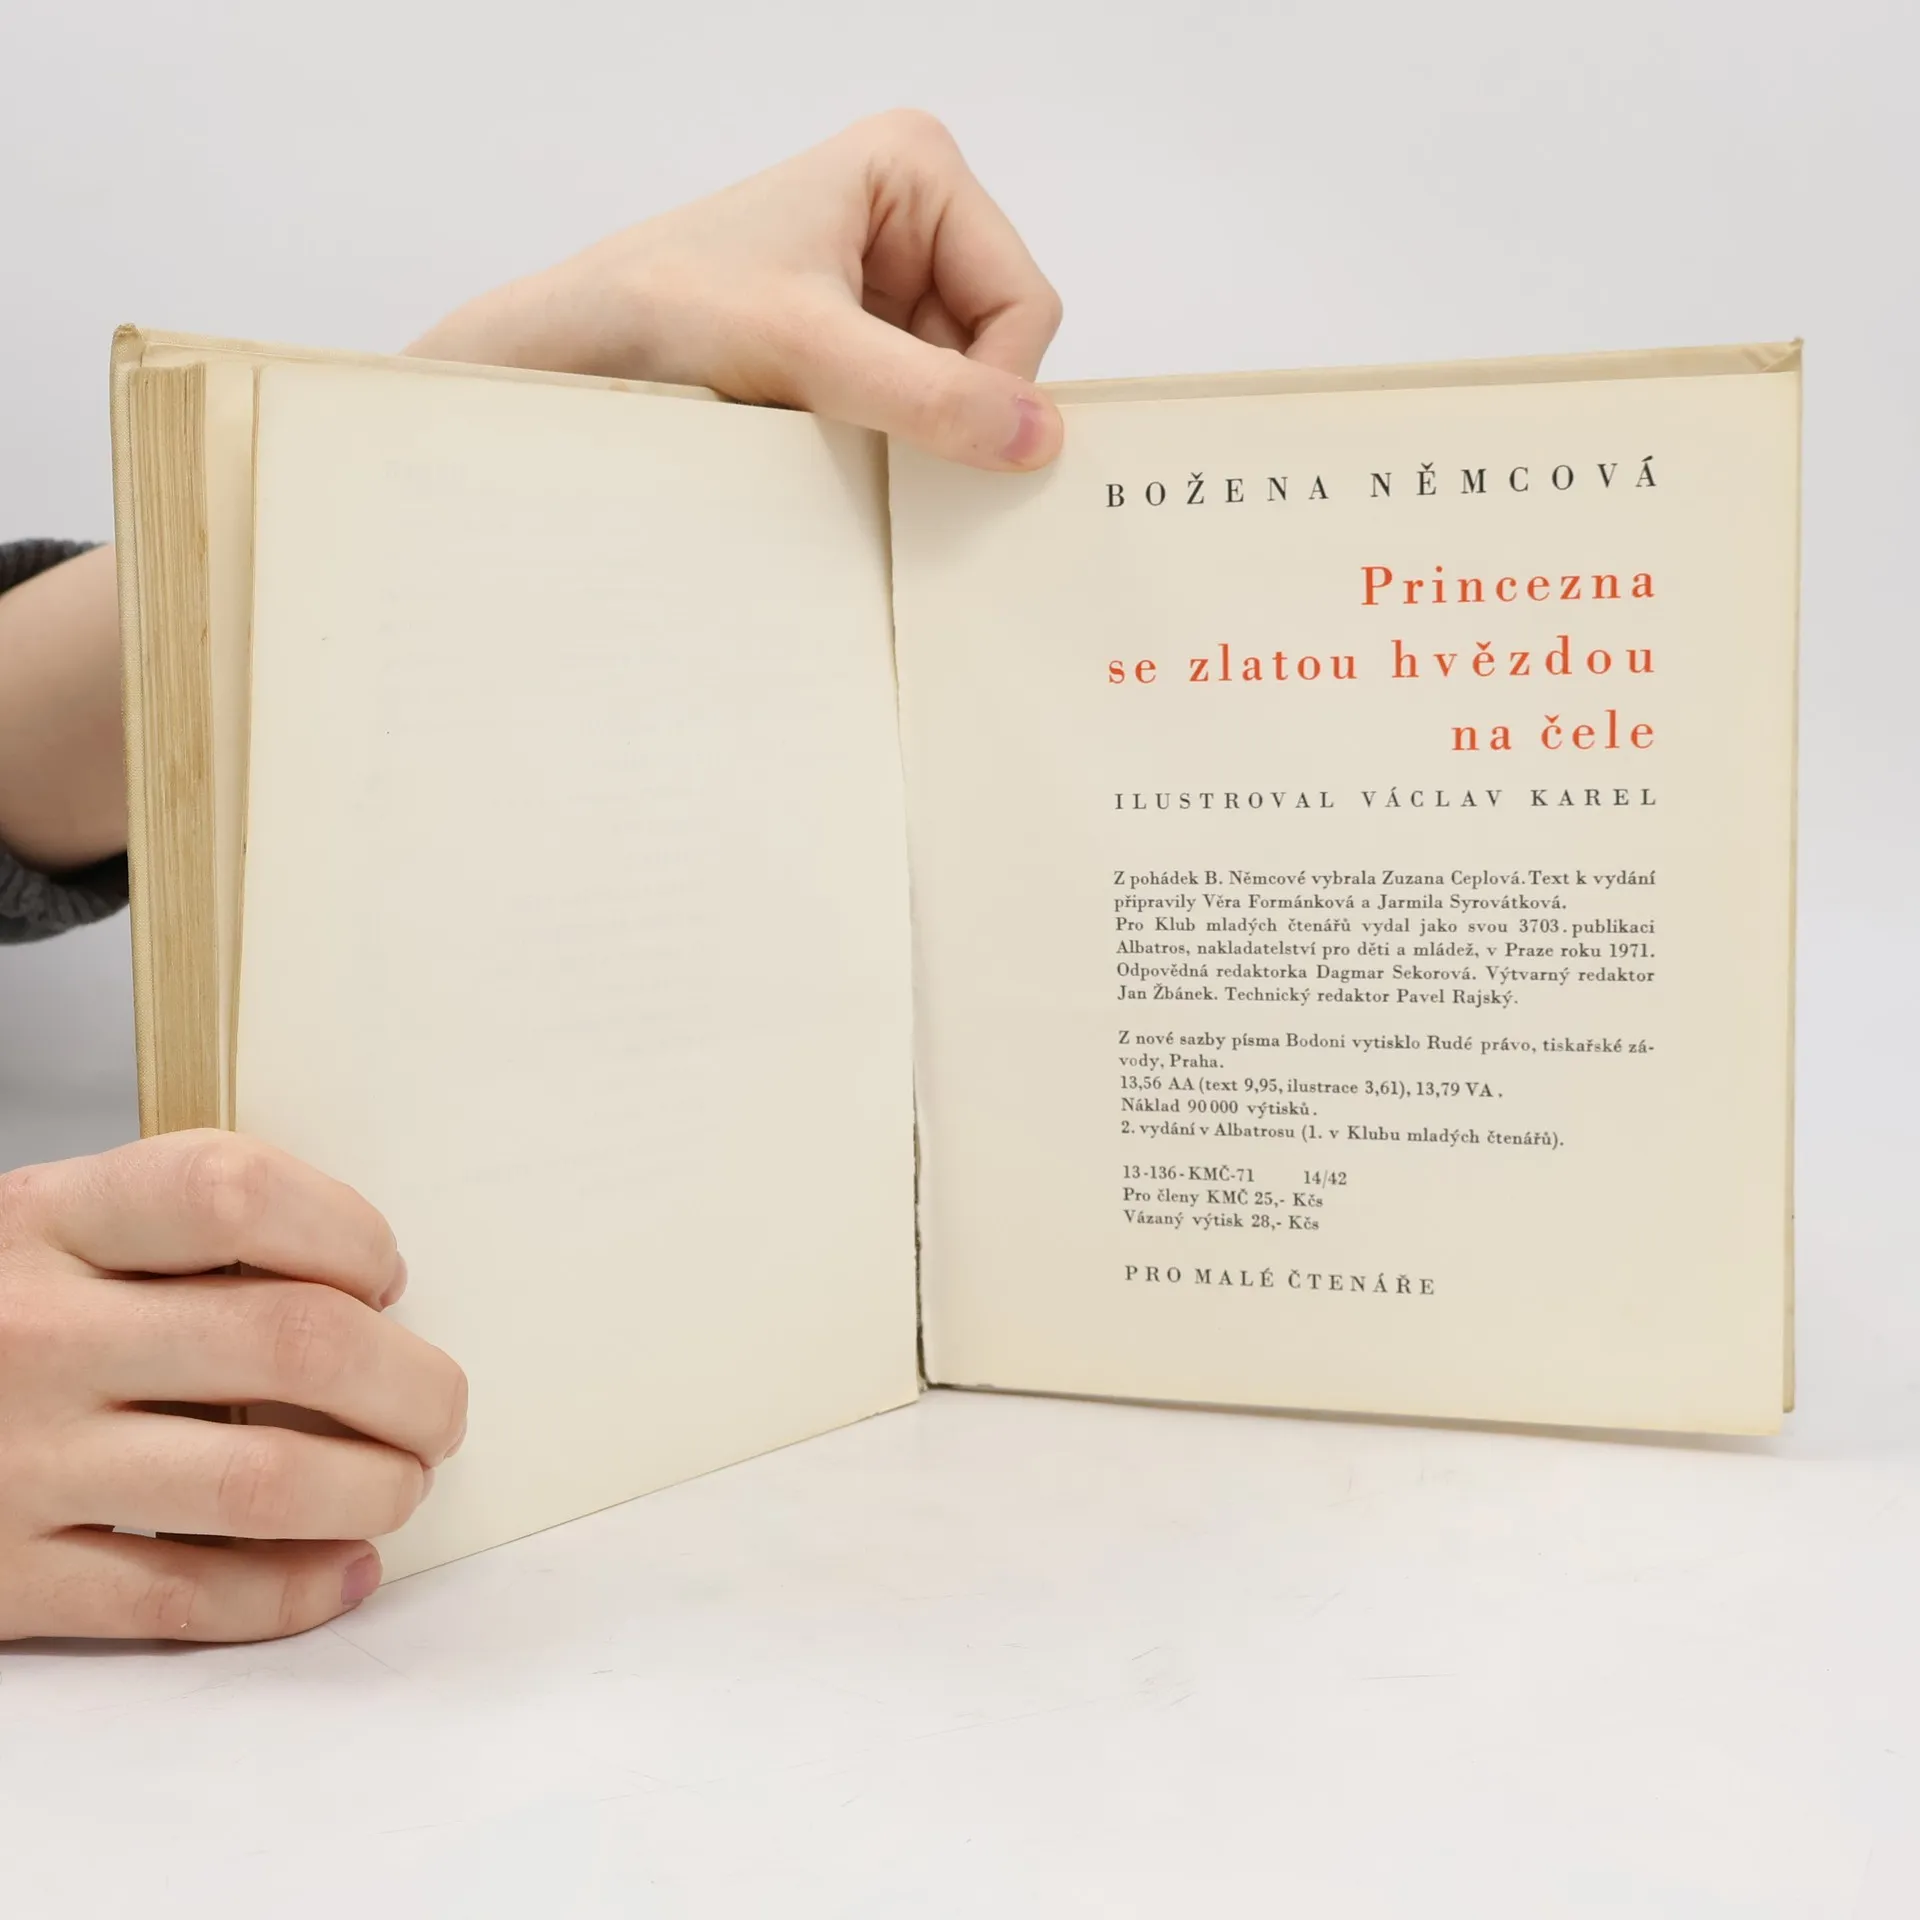 BOŽENA NĚMCOVÁ
Princezna
se zlatou hvězdou
na čele
ILUSTROVAL VÁCLAV KAREL
Z pohádek B. Němcové vybrala Zuzana Ceplová. Text k vydání
připravily Věra Formánková a Jarmila Syrovátková.
Pro Klub mladých čtenářů vydal jako svou 3703. publikaci
Albatros, nakladatelství pro děti a mládež, v Praze roku 1971.
Odpovědná redaktorka Dagmar Sekorová. Výtvarný redaktor
Jan Žbánek. Technický redaktor Pavel Rajský.
Z nové sazby písma Bodoni vytisklo Rudé právo, tiskařské zá-
vody, Praha.
13,56 AA (text 9,95, ilustrace 3,61), 13,79 VA.
Náklad 90 000 výtisků.
2. vydání v Albatrosu (1. v Klubu mladých čtenářů).
13-136-KMČ-71 14/42
Pro členy KMČ 25,- Kčs
Vázaný výtisk 28,- Kčs
PRO MALÉ ČTENÁŘE